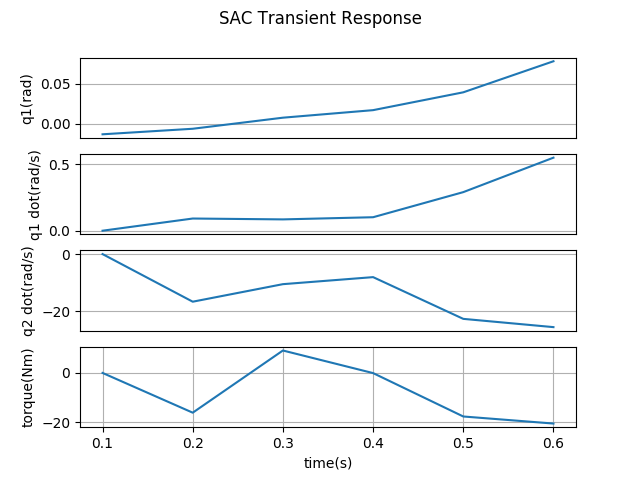 SAC Transient Response
q1(rad)
0.05
0.00
q1 dot(rad/s)
0.5
0.0
q2 dot(rad/s)
0
−20
torque(Nm)
0
−20
0.1 0.2 0.3 0.4 0.5 0.6
time(s)